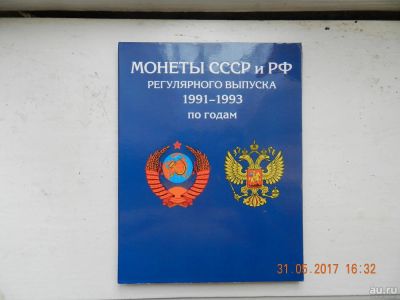 МОНЕТЫ СССР и РФ
РЕГУЛЯРНОГО ВЫПУСКА
1991–1993
по годам
31.05.2017 16:32
au.ru